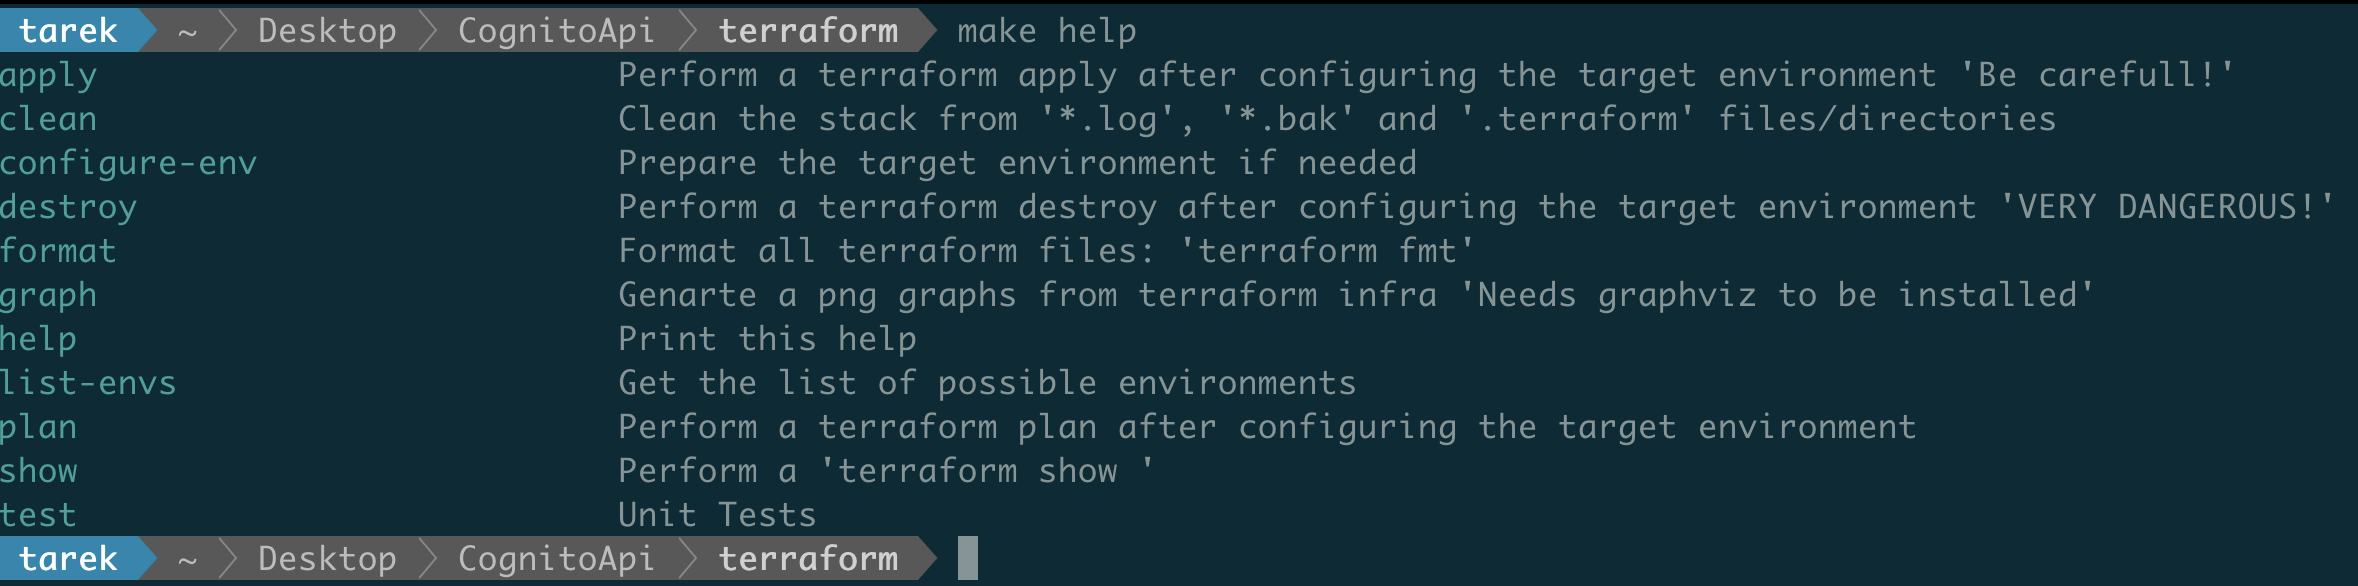 tarek ~ Desktop CognitoApi terraform make help
apply Perform a terraform apply after configuring the target environment 'Be carefull!'
clean Clean the stack from '*.log', '*.bak' and '.terraform' files/directories
configure-env Prepare the target environment if needed
destroy Perform a terraform destroy after configuring the target environment 'VERY DANGEROUS!'
format Format all terraform files: 'terraform fmt'
graph Genarte a png graphs from terraform infra 'Needs graphviz to be installed'
help Print this help
list-envs Get the list of possible environments
plan Perform a terraform plan after configuring the target environment
show Perform a 'terraform show '
test Unit Tests
tarek ~ Desktop CognitoApi terraform